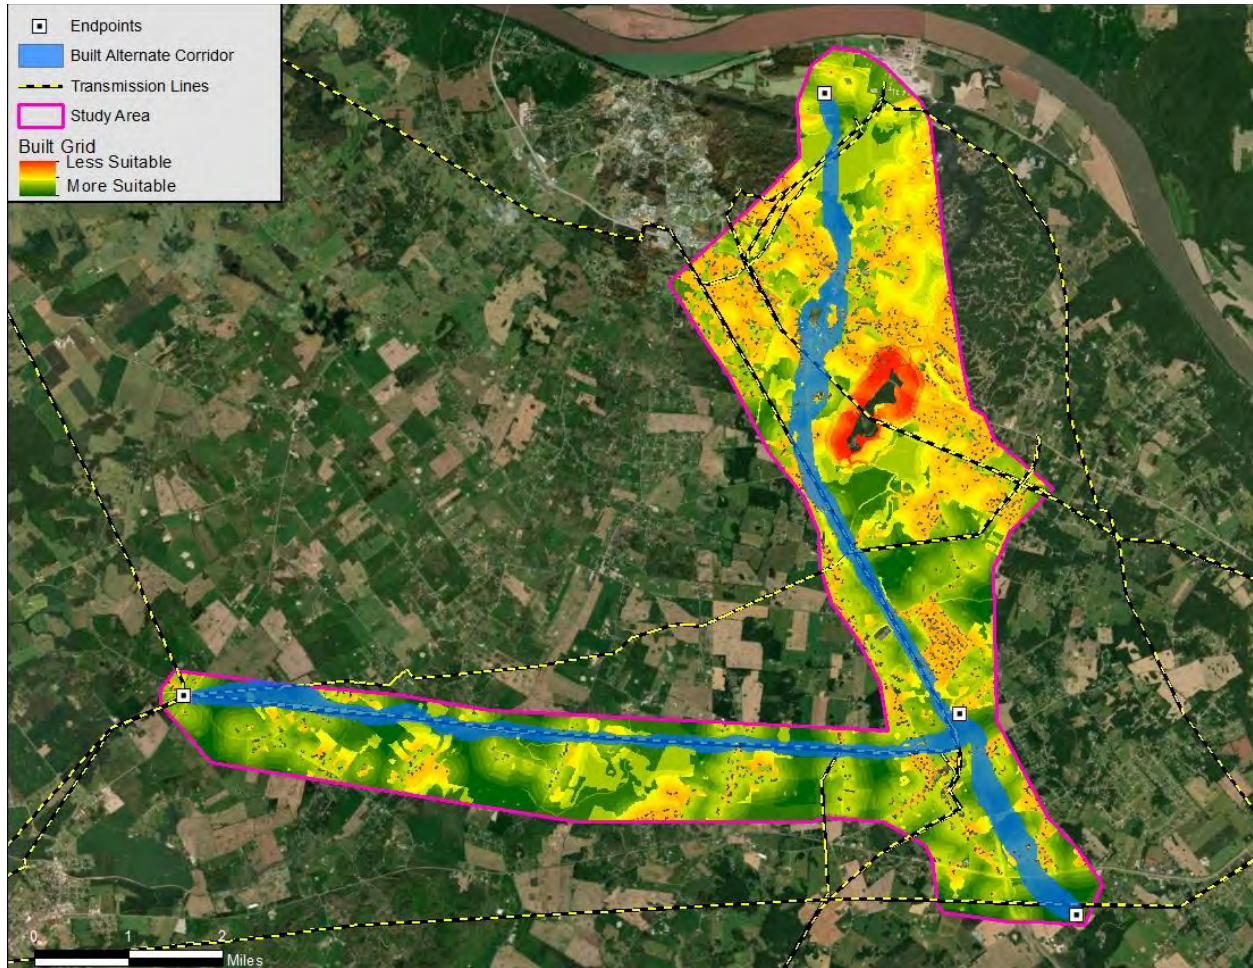 Endpoints
Built Alternate Corridor
Transmission Lines
Study Area
Built Grid
Less Suitable
More Suitable
0 1 2
Miles